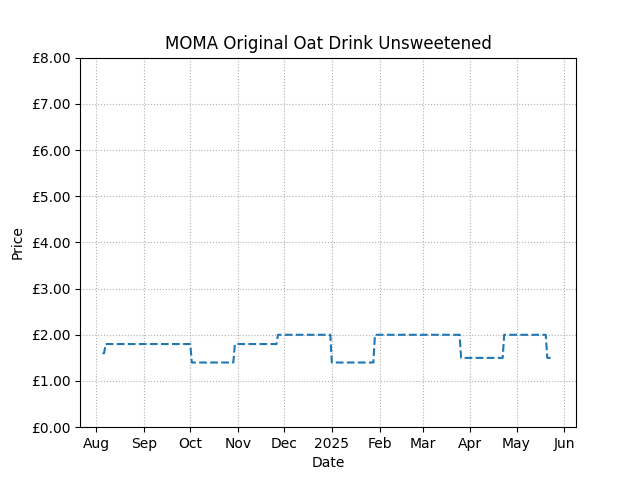 MOMA Original Oat Drink Unsweetened
£8.00
£7.00
£6.00
£5.00
£4.00
£3.00
£2.00
£1.00
£0.00
Price
Aug Sep Oct Nov Dec 2025 Feb Mar Apr May Jun
Date